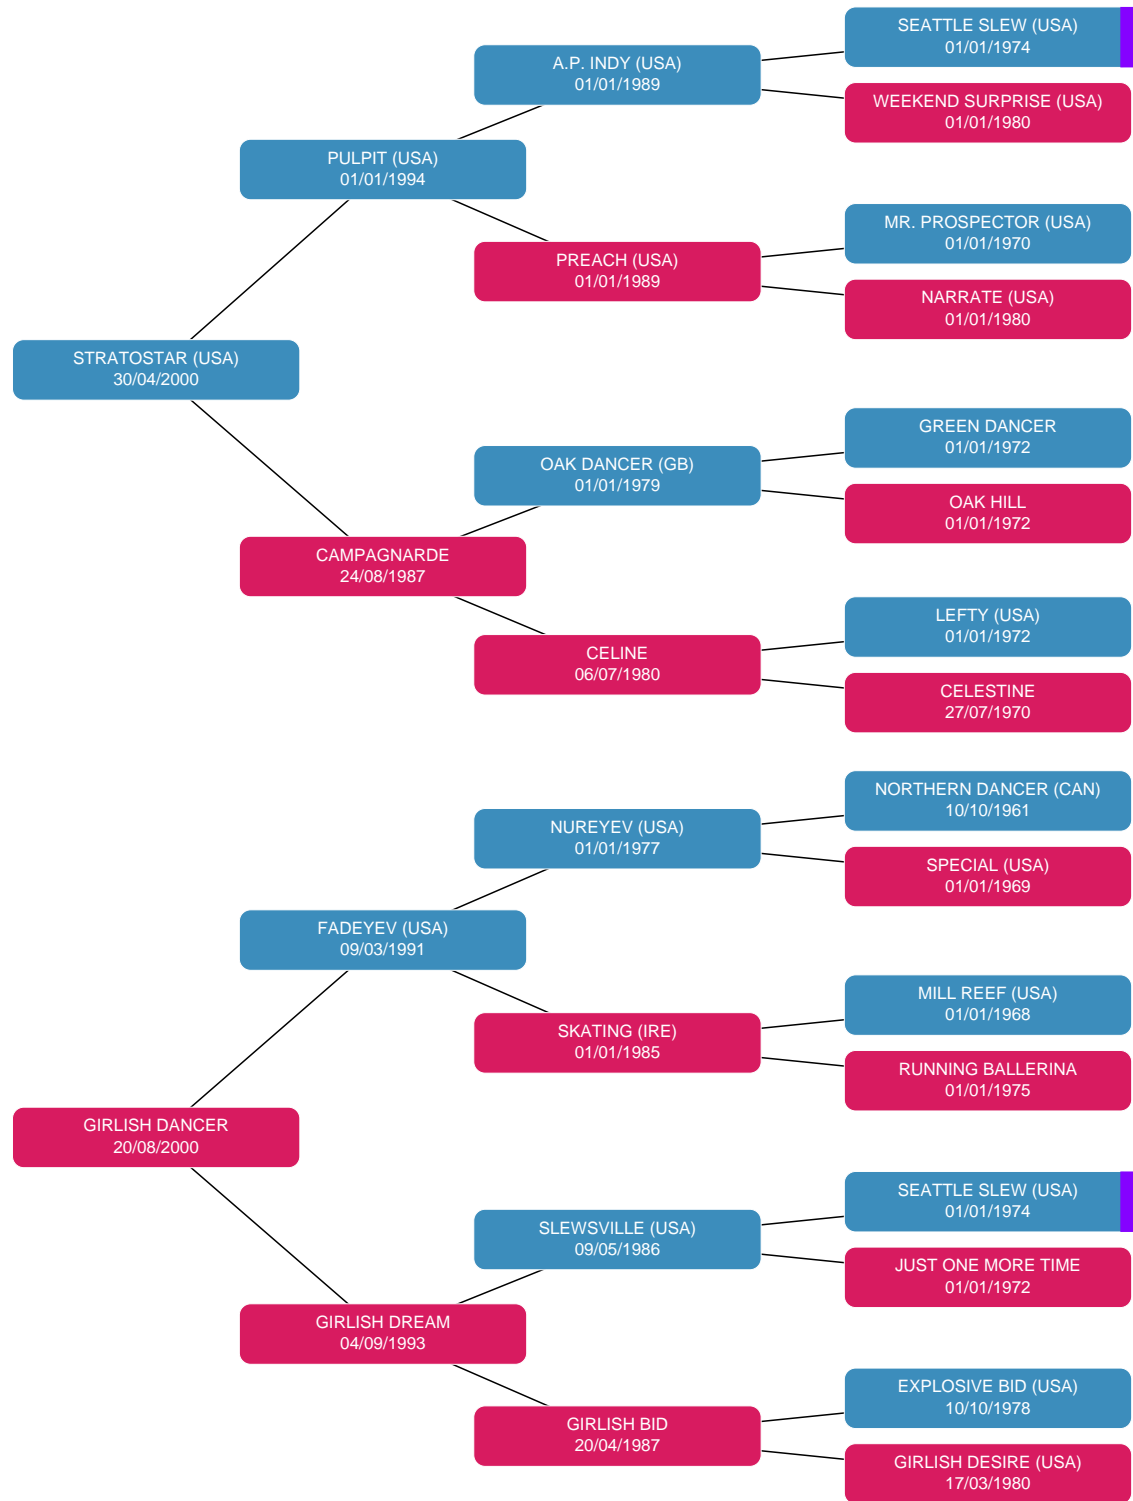 SEATTLE SLEW (USA)
01/01/1974
A.P. INDY (USA)
01/01/1989
WEEKEND SURPRISE (USA)
01/01/1980
PULPIT (USA)
01/01/1994
MR. PROSPECTOR (USA)
01/01/1970
PREACH (USA)
01/01/1989
NARRATE (USA)
01/01/1980
STRATOSTAR (USA)
30/04/2000
GREEN DANCER
01/01/1972
OAK DANCER (GB)
01/01/1979
OAK HILL
01/01/1972
CAMPAGNARDE
24/08/1987
LEFTY (USA)
01/01/1972
CELINE
06/07/1980
CELESTINE
27/07/1970
NORTHERN DANCER (CAN)
10/10/1961
NUREYEV (USA)
01/01/1977
SPECIAL (USA)
01/01/1969
FADEYEV (USA)
09/03/1991
MILL REEF (USA)
01/01/1968
SKATING (IRE)
01/01/1985
RUNNING BALLERINA
01/01/1975
GIRLISH DANCER
20/08/2000
SEATTLE SLEW (USA)
01/01/1974
SLEWSVILLE (USA)
09/05/1986
JUST ONE MORE TIME
01/01/1972
GIRLISH DREAM
04/09/1993
EXPLOSIVE BID (USA)
10/10/1978
GIRLISH BID
20/04/1987
GIRLISH DESIRE (USA)
17/03/1980